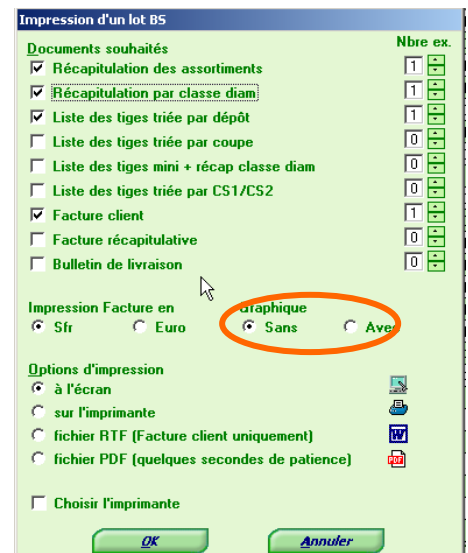 Impression d'un lot BS
Documents souhaités Nbre ex.
Récapitulation des assortiments 1
Récapitulation par classe diam 1
Liste des tiges triée par dépôt 1
Liste des tiges triée par coupe 0
Liste des tiges mini + récap classe diam 0
Liste des tiges triée par CS1/CS2 0
Facture client 1
Facture récapitulative 0
Bulletin de livraison 0
Impression Facture en Graphique
Sfr Euro Sans Avec
Options d'impression
à l'écran
sur l'imprimante
fichier RTF (Facture client uniquement) W
fichier PDF (quelques secondes de patience) PDF
Choisir l'imprimante
OK Annuler